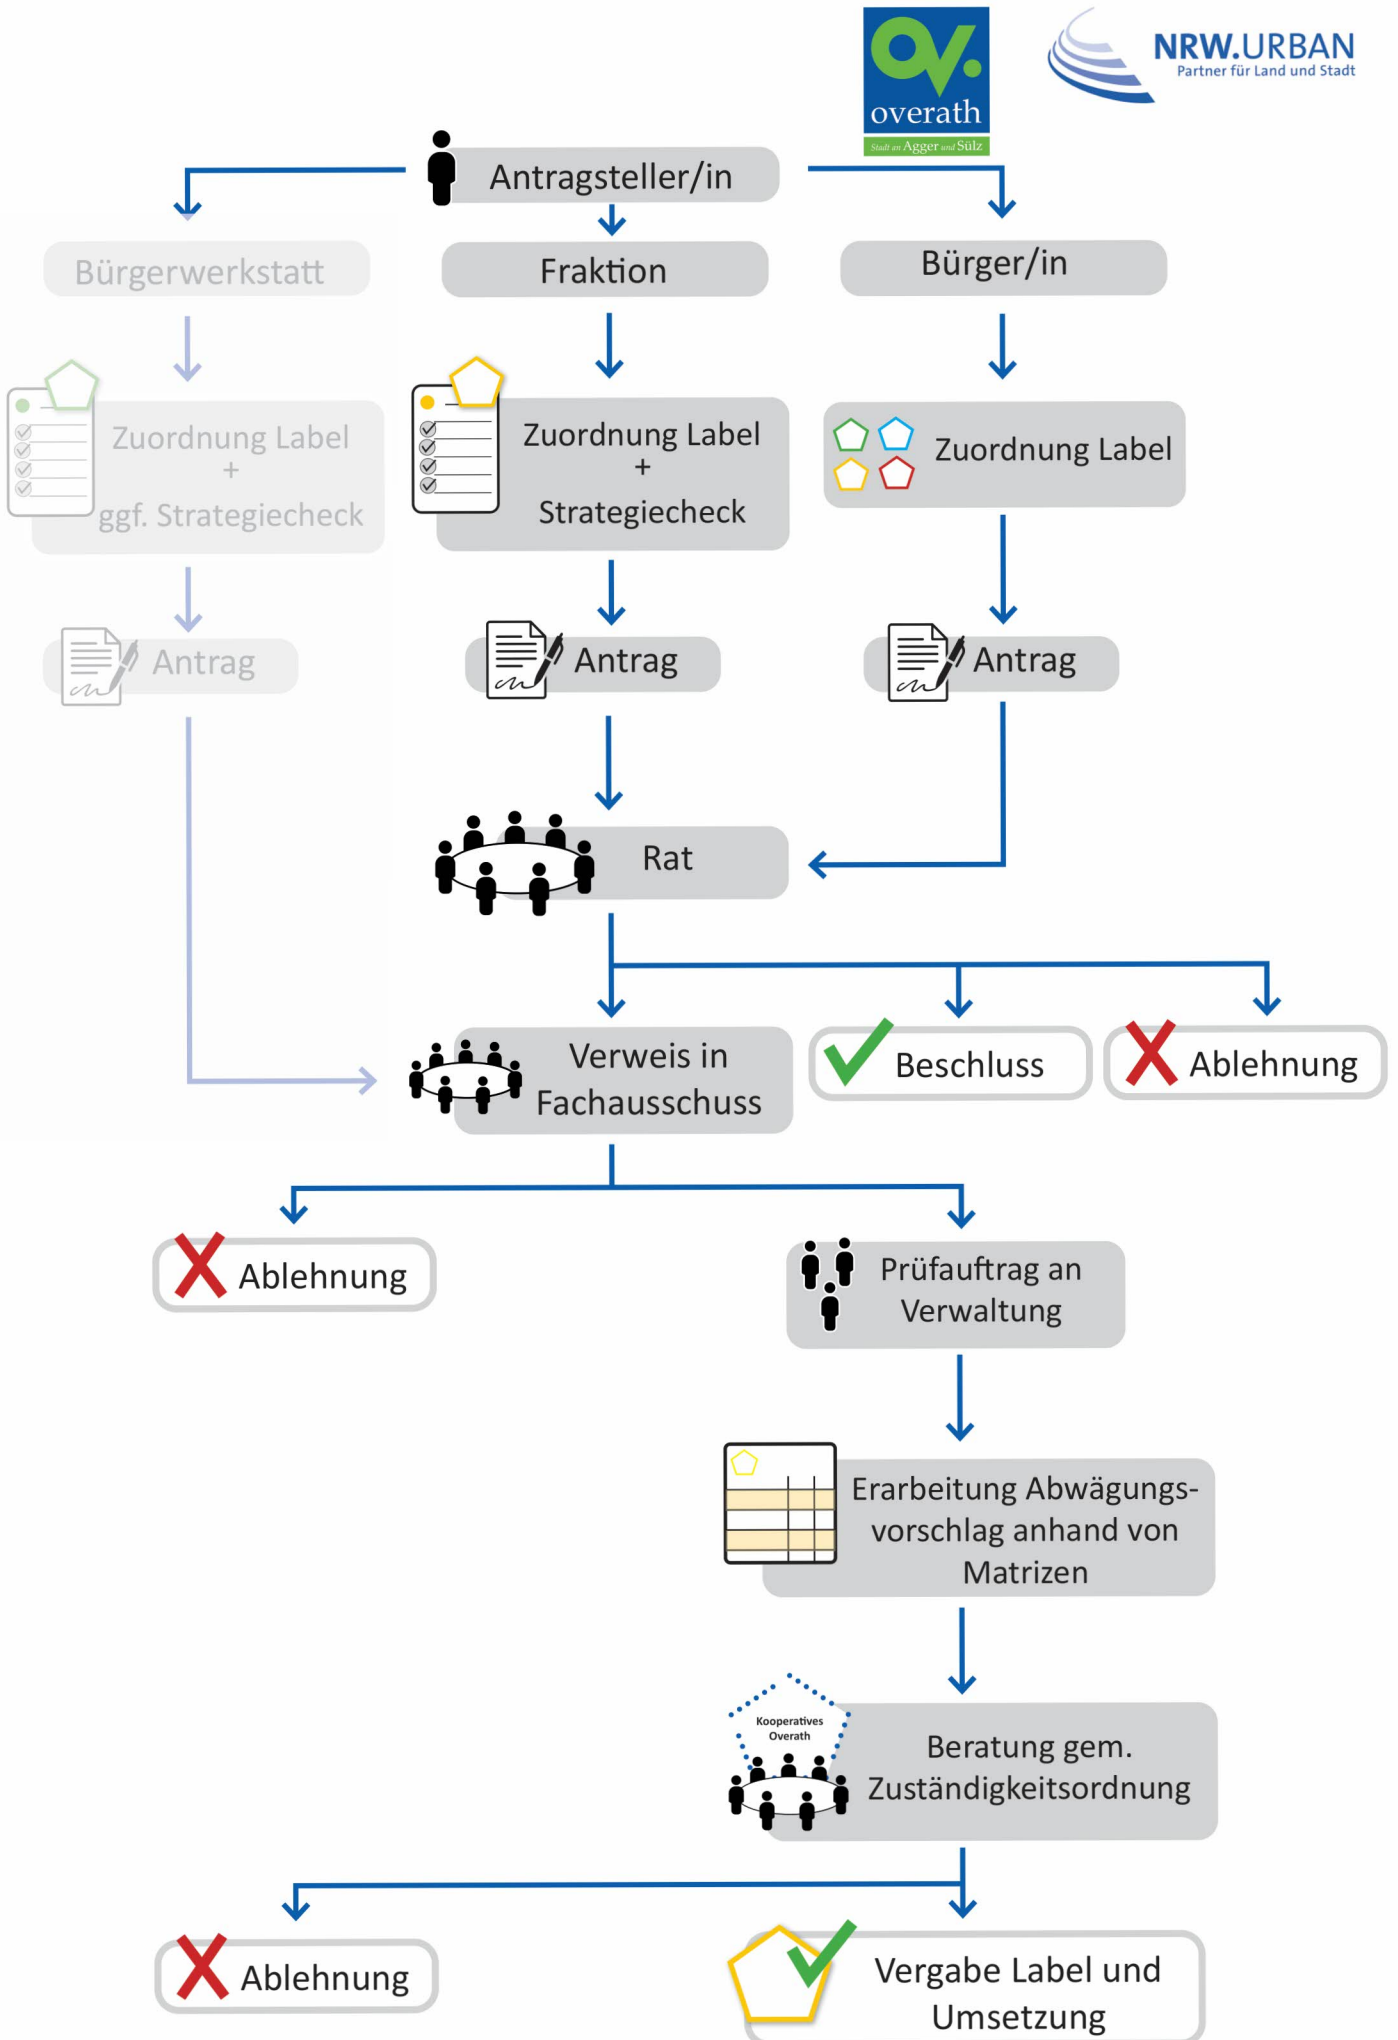 overath
Stadt an Agger und Sülz
NRW.URBAN
Partner für Land und Stadt
Antragsteller/in
Bürgerwerkstatt
Fraktion
Bürger/in
Zuordnung Label
+
ggf. Strategiecheck
Zuordnung Label
+
Strategiecheck
Zuordnung Label
Antrag
Antrag
Antrag
Rat
Verweis in
Fachausschuss
Beschluss
Ablehnung
Ablehnung
Prüfauftrag an
Verwaltung
Erarbeitung Abwägungs-
vorschlag anhand von
Matrizen
Kooperatives
Overath
Beratung gem.
Zuständigkeitsordnung
Ablehnung
Vergabe Label und
Umsetzung